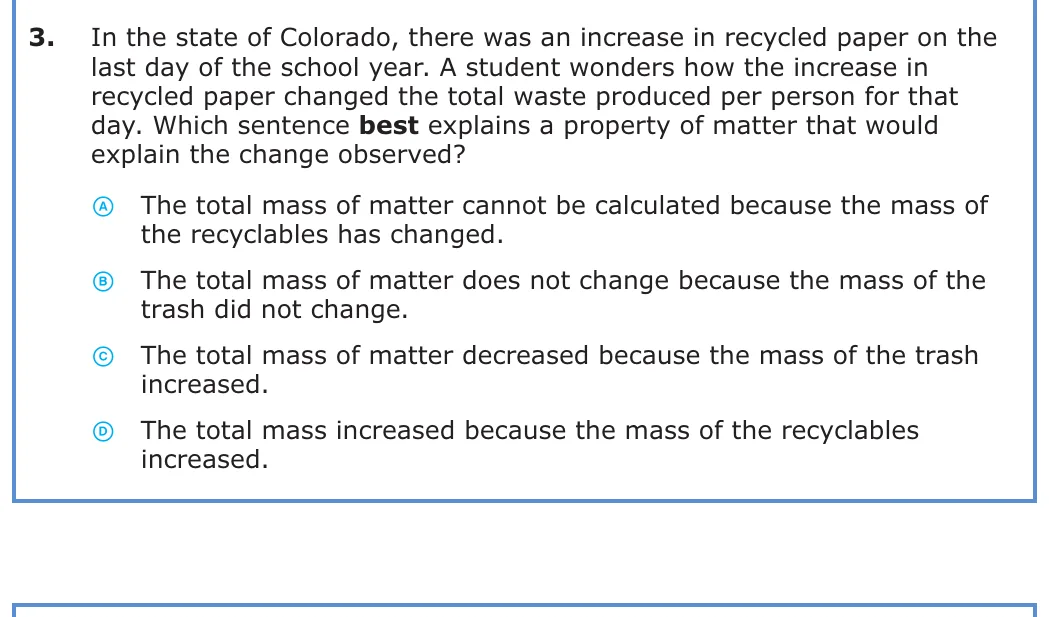 3. In the state of Colorado, there was an increase in recycled paper on the
last day of the school year. A student wonders how the increase in
recycled paper changed the total waste produced per person for that
day. Which sentence best explains a property of matter that would
explain the change observed?
A The total mass of matter cannot be calculated because the mass of
the recyclables has changed.
B The total mass of matter does not change because the mass of the
trash did not change.
C The total mass of matter decreased because the mass of the trash
increased.
D The total mass increased because the mass of the recyclables
increased.